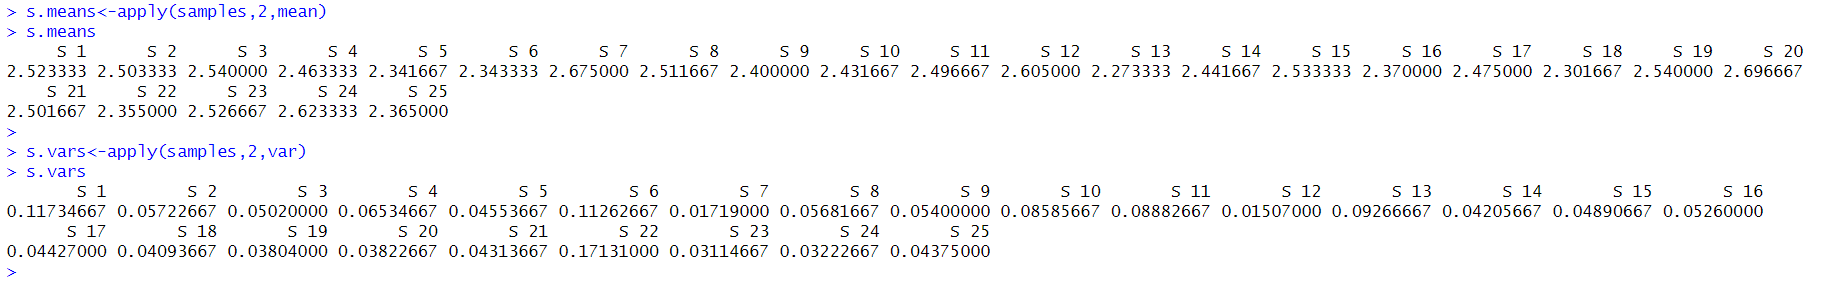 > s.means<-apply(samples,2,mean)
> s.means
S 1 S 2 S 3 S 4 S 5 S 6 S 7 S 8 S 9 S 10 S 11 S 12 S 13 S 14 S 15 S 16 S 17 S 18 S 19 S 20
2.523333 2.503333 2.540000 2.463333 2.341667 2.343333 2.675000 2.511667 2.400000 2.431667 2.496667 2.605000 2.273333 2.441667 2.533333 2.370000 2.475000 2.301667 2.540000 2.696667
S 21 S 22 S 23 S 24 S 25
2.501667 2.355000 2.526667 2.623333 2.365000
>
> s.vars<-apply(samples,2,var)
> s.vars
S 1 S 2 S 3 S 4 S 5 S 6 S 7 S 8 S 9 S 10 S 11 S 12 S 13 S 14 S 15 S 16
0.11734667 0.05722667 0.05020000 0.06534667 0.04553667 0.11262667 0.01719000 0.05681667 0.05400000 0.08585667 0.08882667 0.01507000 0.09266667 0.04205667 0.04890667 0.05260000
S 17 S 18 S 19 S 20 S 21 S 22 S 23 S 24 S 25
0.04427000 0.04093667 0.03804000 0.03822667 0.04313667 0.17131000 0.03114667 0.03222667 0.04375000
>